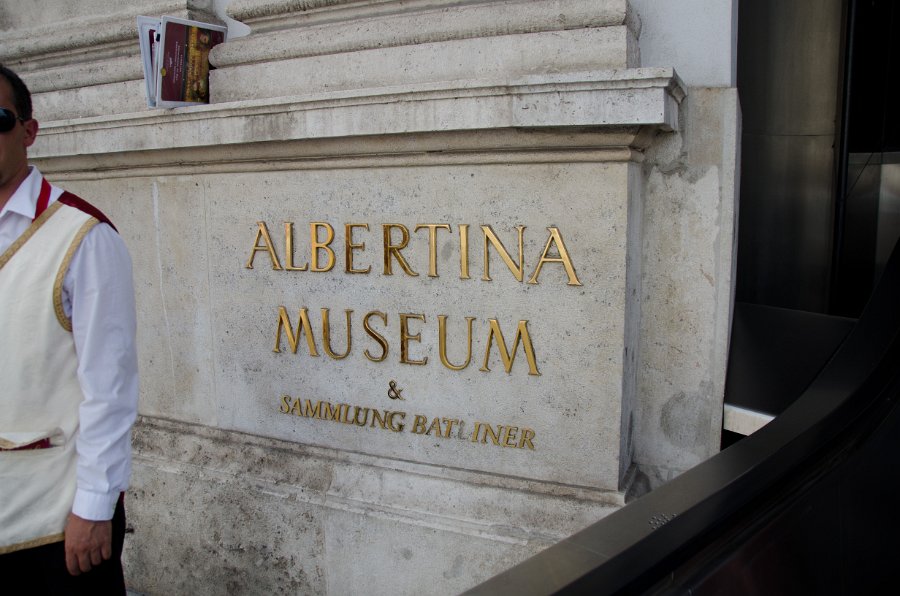 ALBERTINA
MUSEUM
&
SAMMLUNG BATLINER